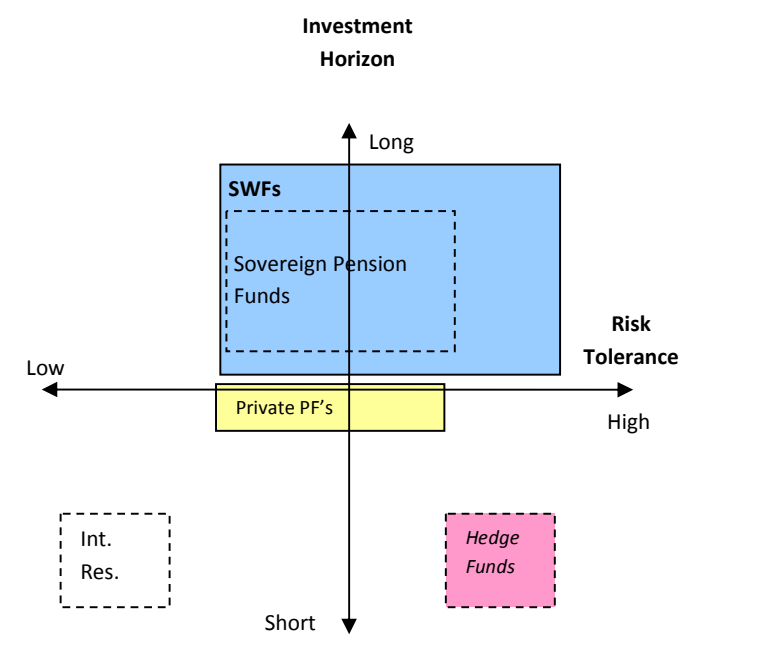 Investment
Horizon
Long
SWFs
Sovereign Pension
Funds
Risk
Tolerance
Low
Private PF’s
High
Int.
Res.
Hedge
Funds
Short